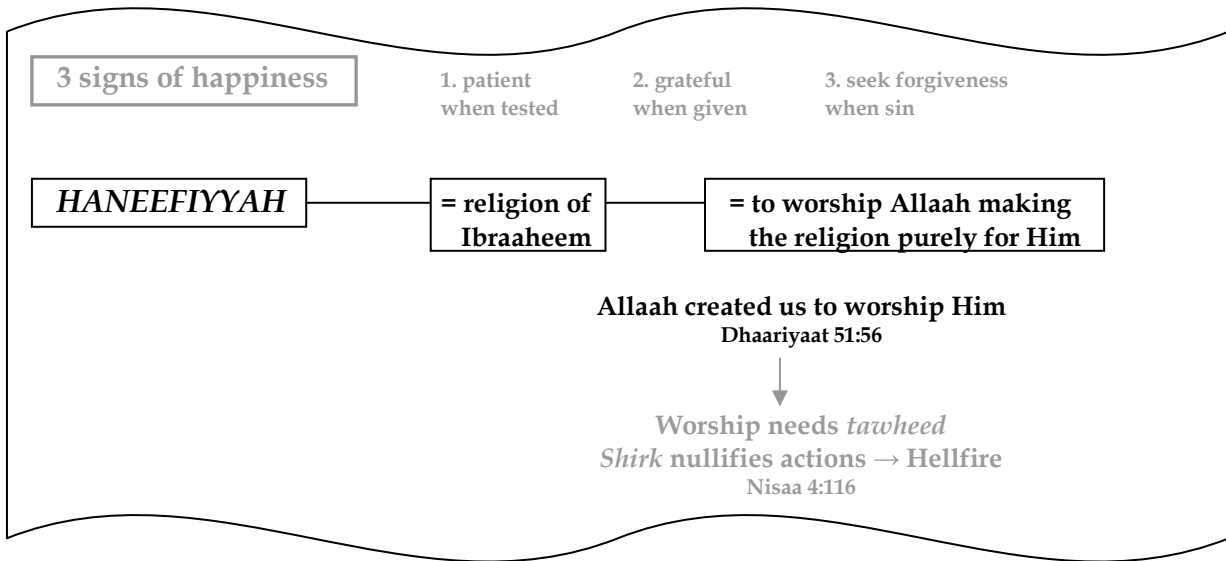 3 signs of happiness
1. patient
when tested
2. grateful
when given
3. seek forgiveness
when sin
HANEEFIYYAH
= religion of
Ibraaheem
= to worship Allaah making
the religion purely for Him
Allaah created us to worship Him
Dhaariyaat 51:56
Worship needs tawheed
Shirk nullifies actions → Hellfire
Nisaa 4:116